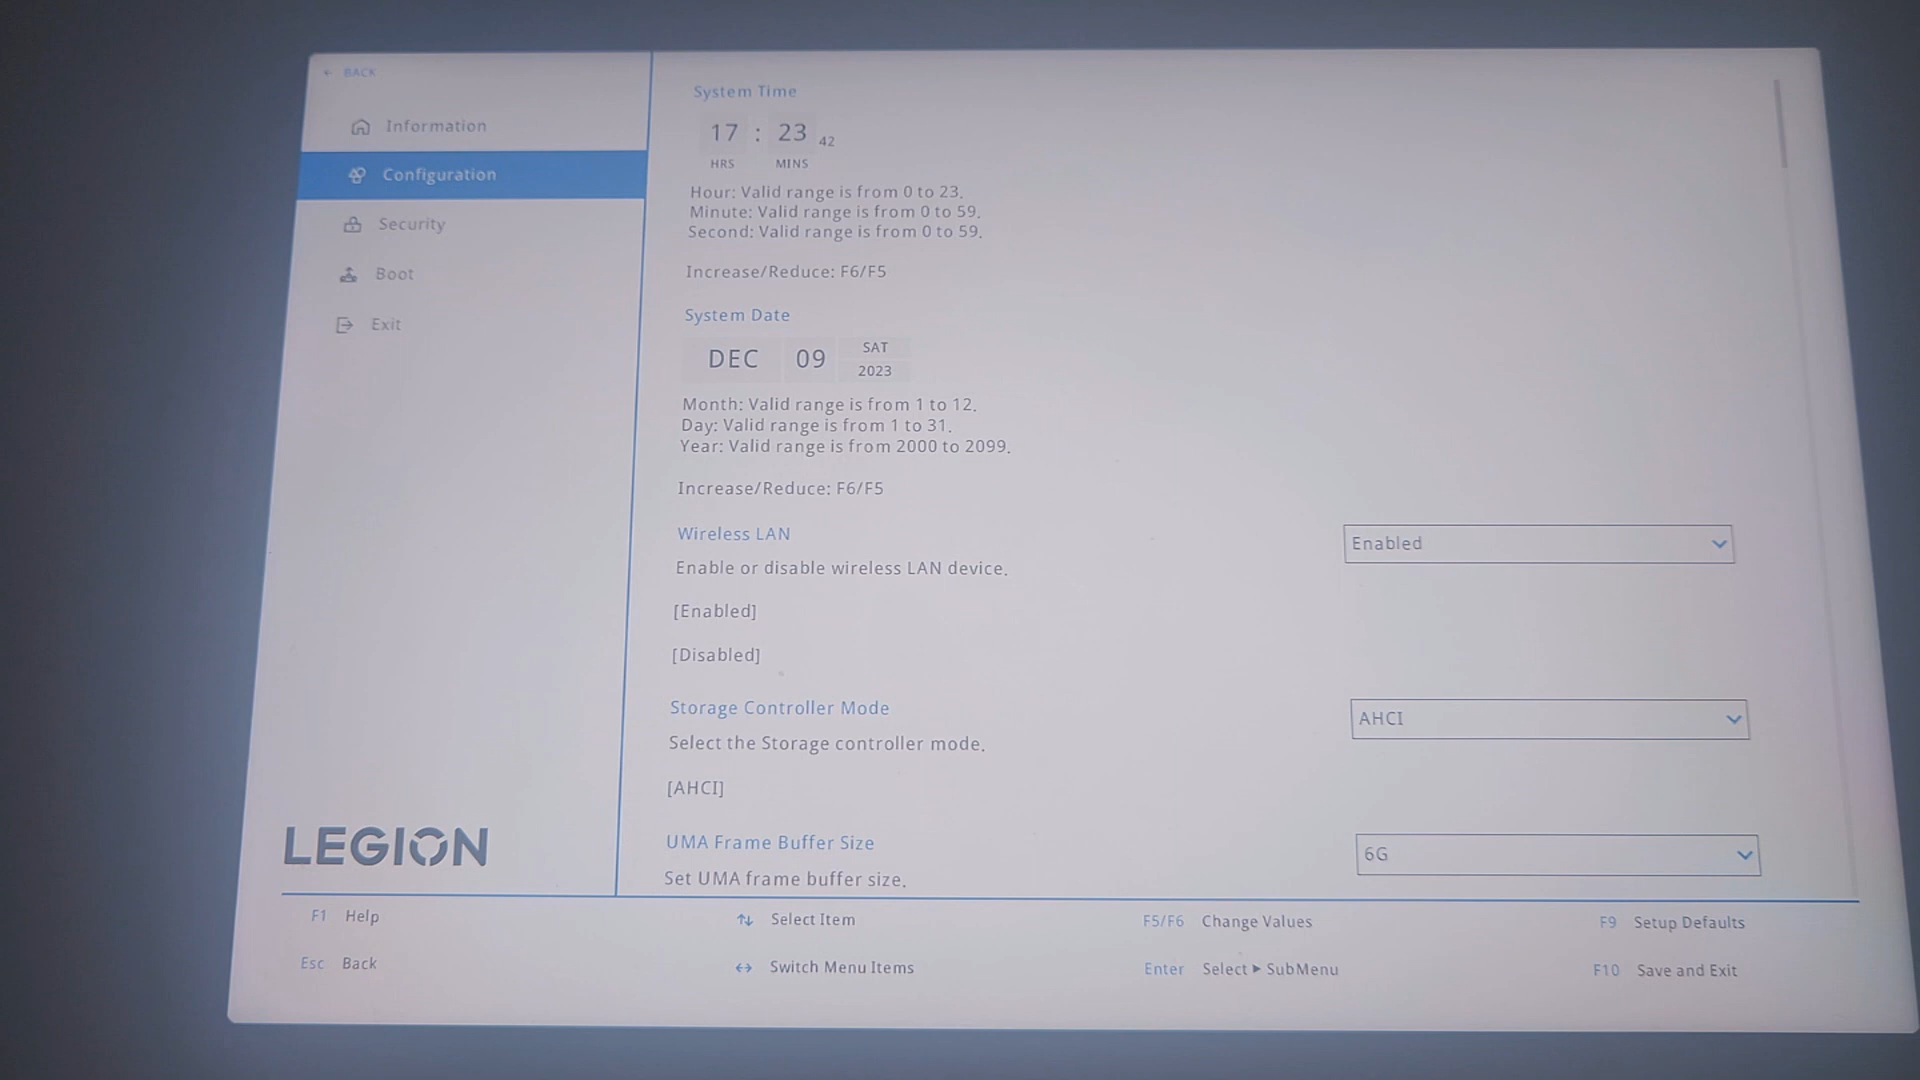 ← BACK
Information
Configuration
Security
Boot
Exit
LEGION
System Time
17 : 23 42
HRS MINS
Hour: Valid range is from 0 to 23.
Minute: Valid range is from 0 to 59.
Second: Valid range is from 0 to 59.
Increase/Reduce: F6/F5
System Date
DEC 09 SAT 2023
Month: Valid range is from 1 to 12.
Day: Valid range is from 1 to 31.
Year: Valid range is from 2000 to 2099.
Increase/Reduce: F6/F5
Wireless LAN Enabled
Enable or disable wireless LAN device.
[Enabled]
[Disabled]
Storage Controller Mode AHCI
Select the Storage controller mode.
[AHCI]
UMA Frame Buffer Size 6G
Set UMA frame buffer size.
F1 Help ↑↓ Select Item F5/F6 Change Values F9 Setup Defaults
Esc Back ↔ Switch Menu Items Enter Select ▶ SubMenu F10 Save and Exit